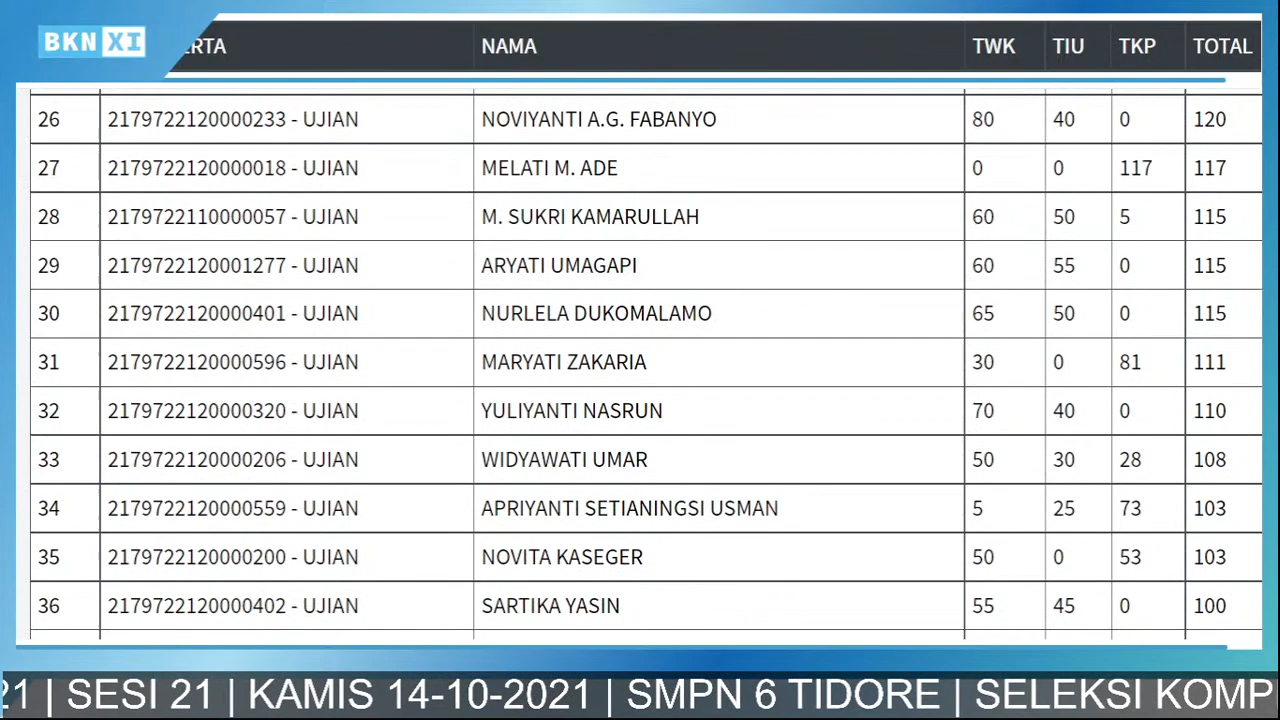 BKN XI
ERTA NAMA TWK TIU TKP TOTAL
26 2179722120000233 - UJIAN NOVIYANTI A.G. FABANYO 80 40 0 120
27 2179722120000018 - UJIAN MELATI M. ADE 0 0 117 117
28 2179722110000057 - UJIAN M. SUKRI KAMARULLAH 60 50 5 115
29 2179722120001277 - UJIAN ARYATI UMAGAPI 60 55 0 115
30 2179722120000401 - UJIAN NURLELA DUKOMALAMO 65 50 0 115
31 2179722120000596 - UJIAN MARYATI ZAKARIA 30 0 81 111
32 2179722120000320 - UJIAN YULIYANTI NASRUN 70 40 0 110
33 2179722120000206 - UJIAN WIDYAWATI UMAR 50 30 28 108
34 2179722120000559 - UJIAN APRIYANTI SETIANINGSI USMAN 5 25 73 103
35 2179722120000200 - UJIAN NOVITA KASEGER 50 0 53 103
36 2179722120000402 - UJIAN SARTIKA YASIN 55 45 0 100
21 | SESI 21 | KAMIS 14-10-2021 | SMPN 6 TIDORE | SELEKSI KOMP